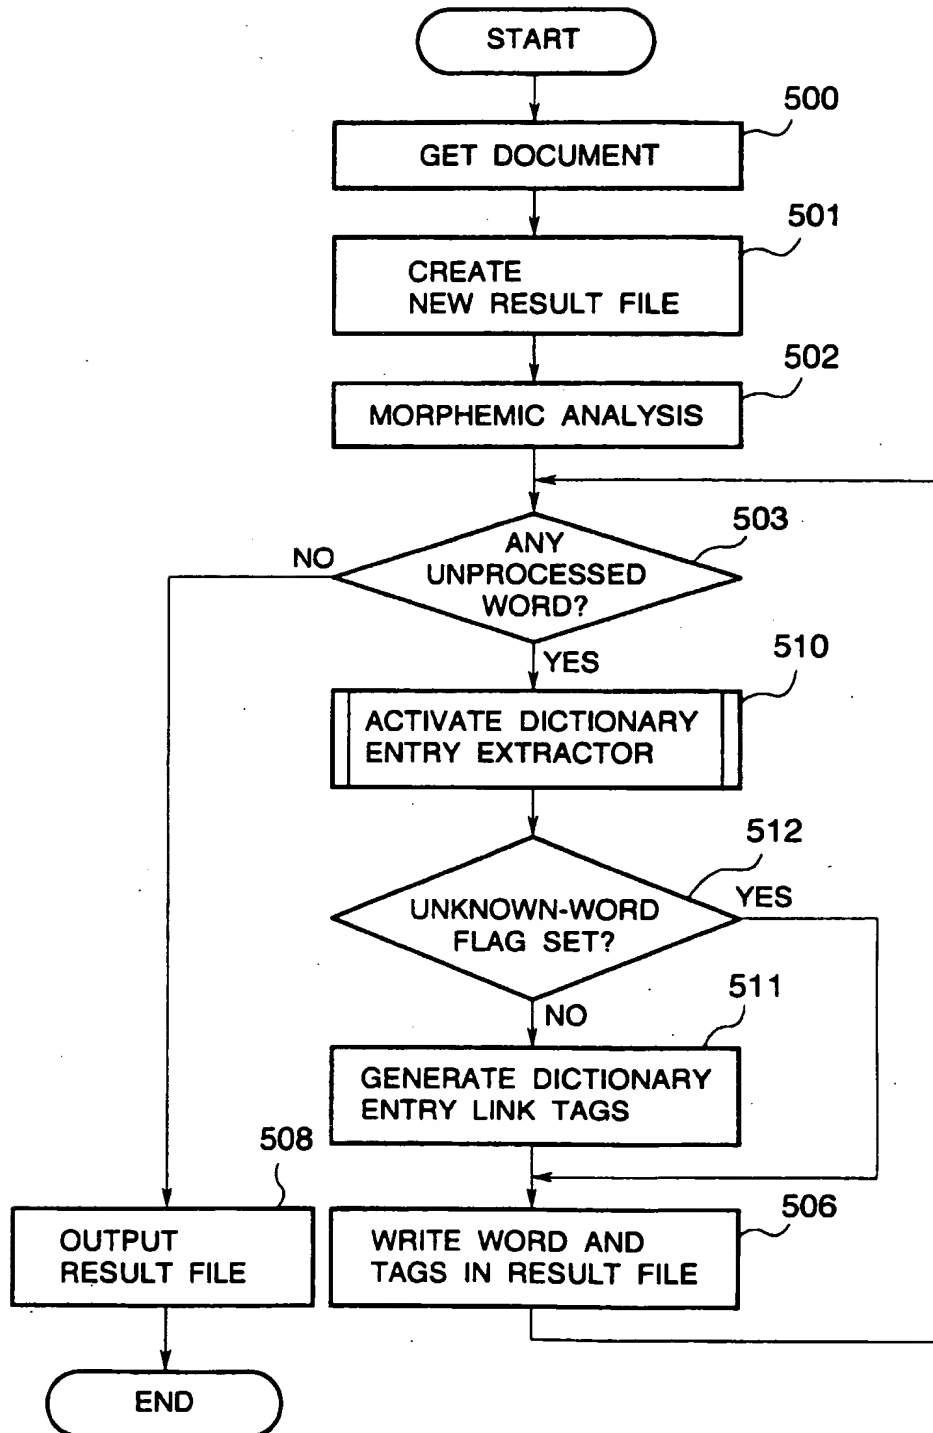 START
500
GET DOCUMENT
501
CREATE
NEW RESULT FILE
502
MORPHEMIC ANALYSIS
503
NO
ANY
UNPROCESSED
WORD?
YES
510
ACTIVATE DICTIONARY
ENTRY EXTRACTOR
512
YES
UNKNOWN-WORD
FLAG SET?
NO
511
GENERATE DICTIONARY
ENTRY LINK TAGS
508
OUTPUT
RESULT FILE
506
WRITE WORD AND
TAGS IN RESULT FILE
END